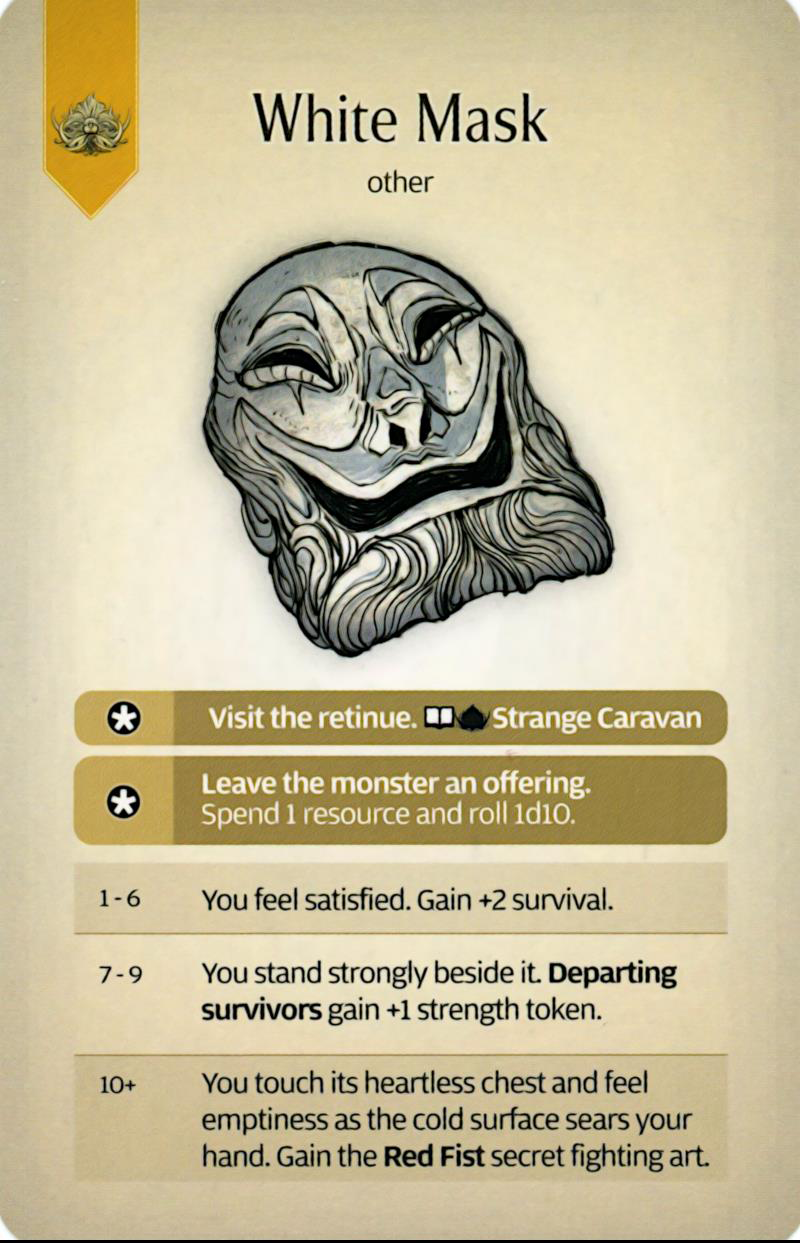 White Mask
other
Visit the retinue. Strange Caravan
Leave the monster an offering.
Spend 1 resource and roll 1d10.
1-6 You feel satisfied. Gain +2 survival.
7-9 You stand strongly beside it. Departing
survivors gain +1 strength token.
10+ You touch its heartless chest and feel
emptiness as the cold surface sears your
hand. Gain the Red Fist secret fighting art.